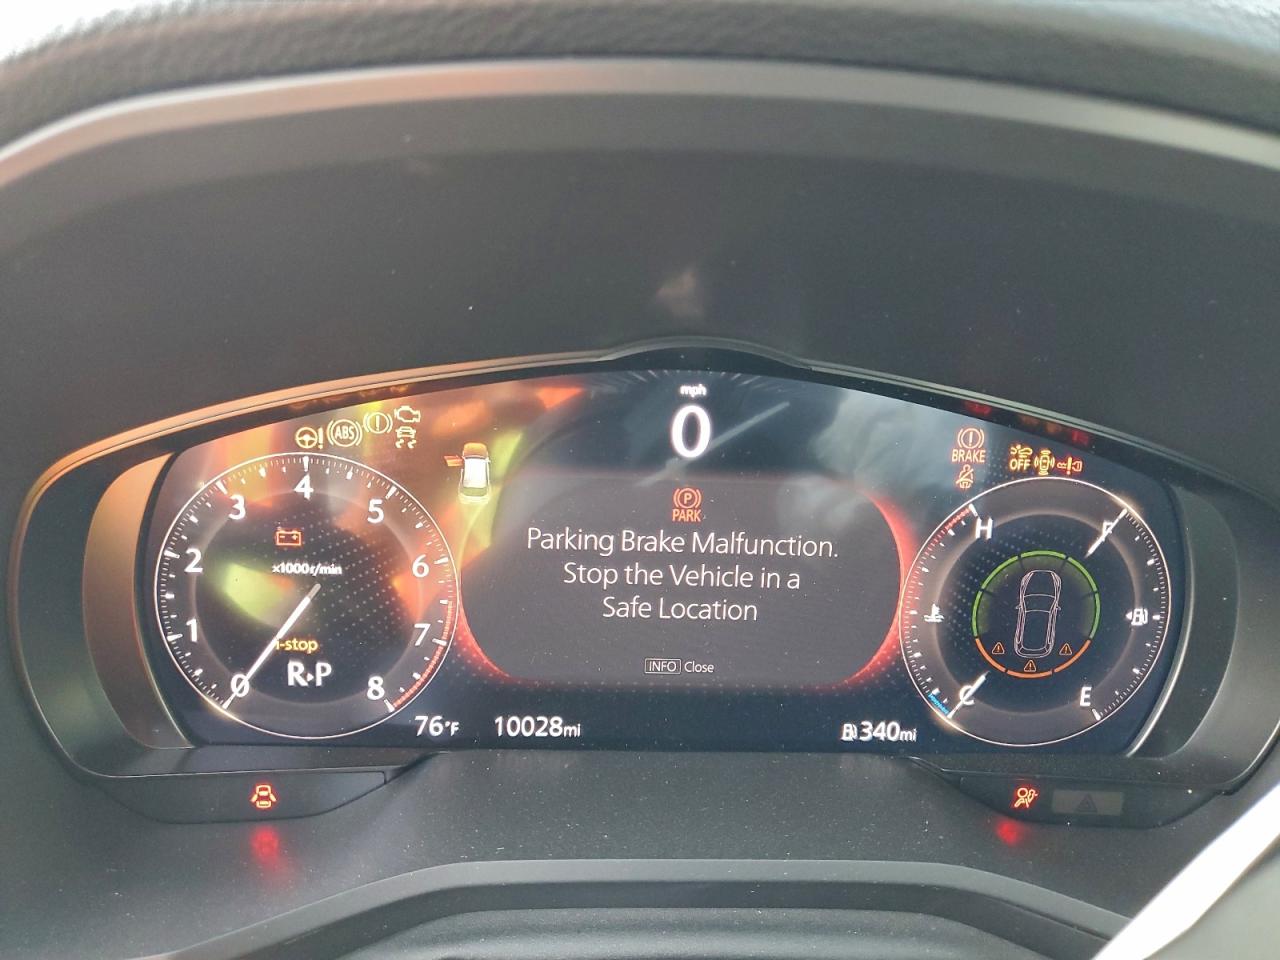 mph
0
ABS
BRAKE
OFF
4
3
5
2
6
1
7
0
8
x1000r/min
i-stop
R▸P
P
PARK
Parking Brake Malfunction.
Stop the Vehicle in a
Safe Location
INFO Close
H
F
C
E
76°F
10028mi
340mi